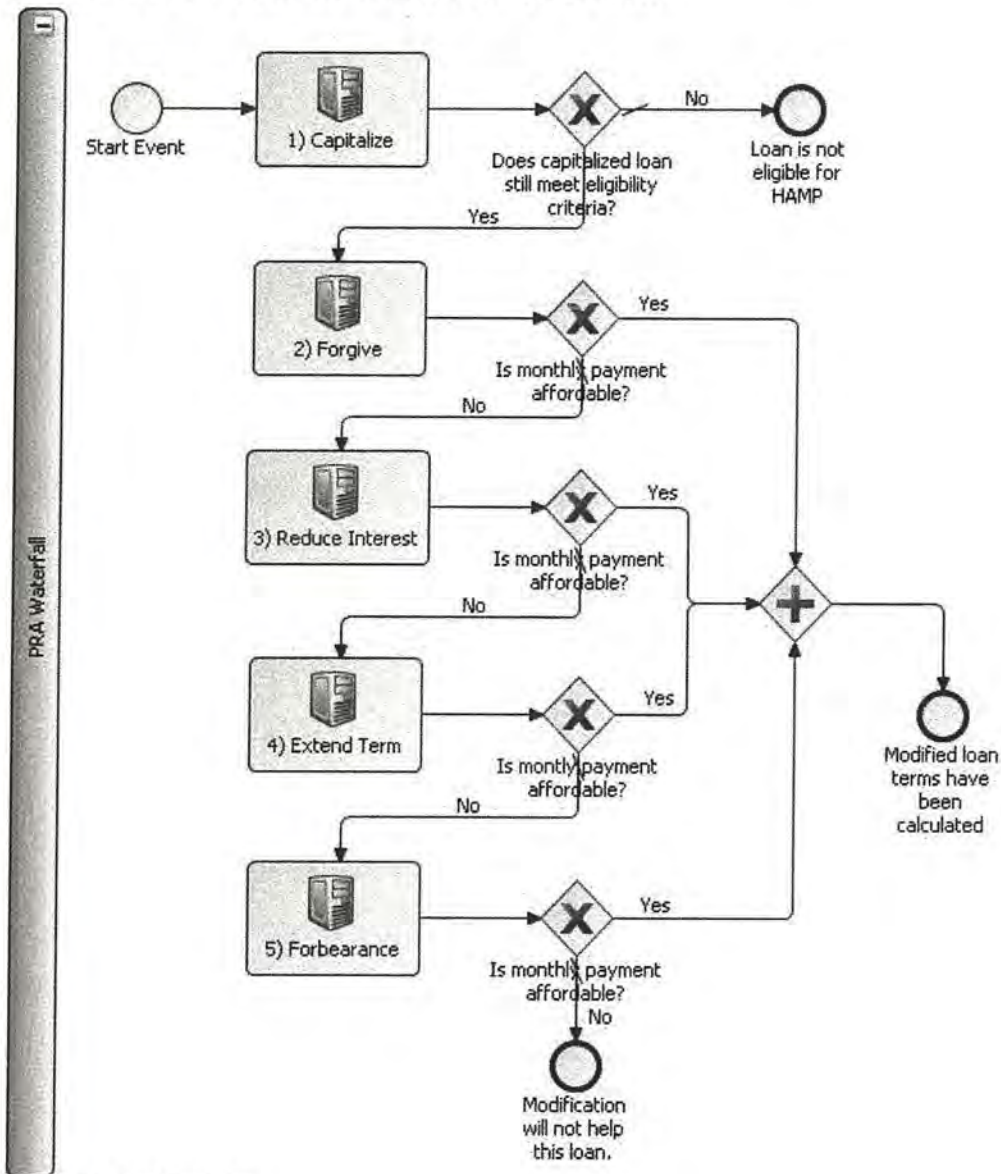 PRA Waterfall
Start Event
1) Capitalize
Does capitalized loan
still meet eligibility
criteria?
No
Loan is not
eligible for
HAMP
Yes
2) Forgive
Is monthly payment
affordable?
Yes
No
3) Reduce Interest
Is monthly payment
affordable?
Yes
No
4) Extend Term
Is montly payment
affordable?
Yes
No
Modified loan
terms have
been
calculated
5) Forbearance
Is monthly payment
affordable?
Yes
No
Modification
will not help
this loan.